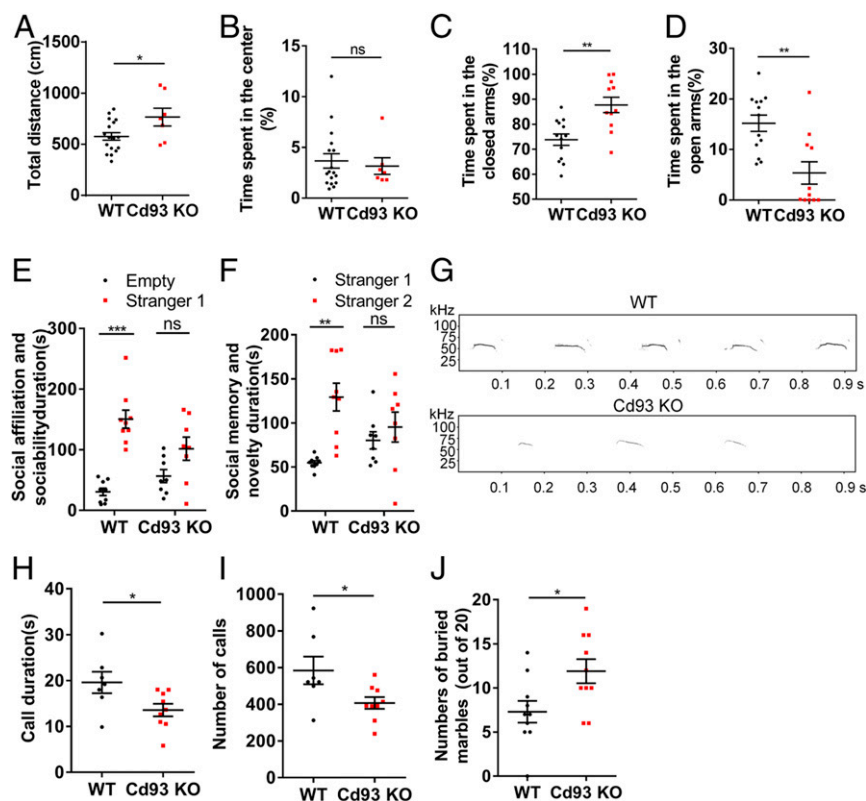 A
Total distance (cm)
1500
1000
500
0
*
WT Cd93 KO
B
Time spent in the center
(%)
15
10
5
0
ns
WT Cd93 KO
C
Time spent in the
closed arms(%)
110
100
90
80
70
60
50
**
WT Cd93 KO
D
Time spent in the
open arms(%)
30
20
10
0
**
WT Cd93 KO
E
Empty
Stranger 1
Social affiliation and
sociabilityduration(s)
300
200
100
0
***
ns
WT Cd93 KO
F
Stranger 1
Stranger 2
Social memory and
novelty duration(s)
200
150
100
50
0
**
ns
WT Cd93 KO
G
WT
kHz
100
75
50
25
0.1 0.2 0.3 0.4 0.5 0.6 0.7 0.8 0.9 s
Cd93 KO
kHz
100
75
50
25
0.1 0.2 0.3 0.4 0.5 0.6 0.7 0.8 0.9 s
H
Call duration(s)
40
30
20
10
0
*
WT Cd93 KO
I
Number of calls
1000
800
600
400
200
0
*
WT Cd93 KO
J
Numbers of buried
marbles (out of 20)
20
15
10
5
0
*
WT Cd93 KO